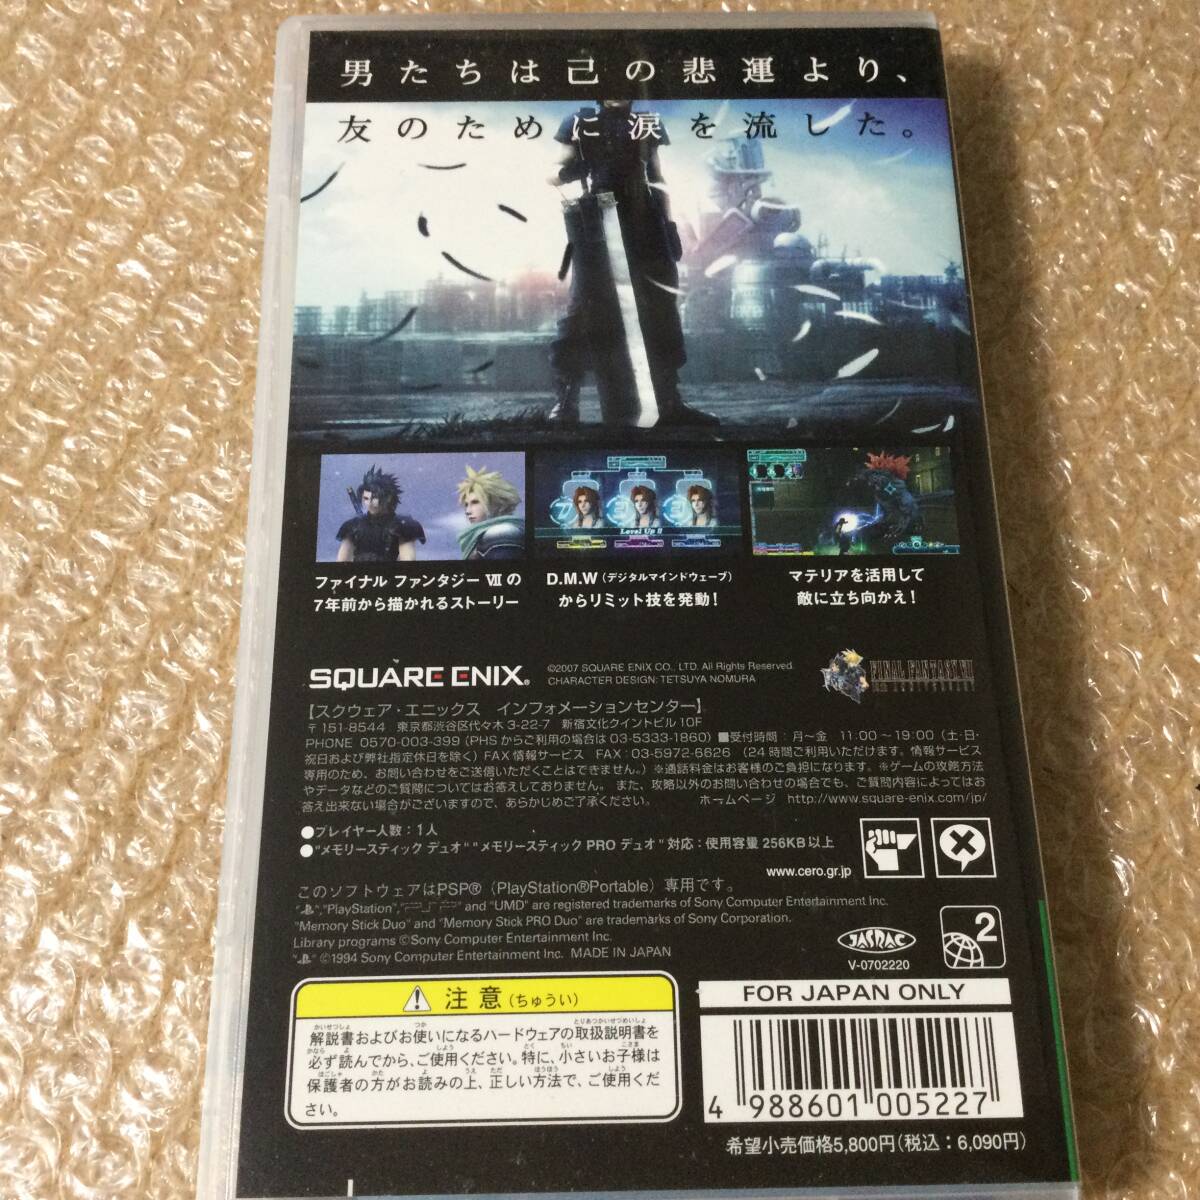 男たちは己の悲運より、
友のために涙を流した。
Level Up !!
ファイナル ファンタジー Ⅶの
7年前から描かれるストーリー
D.M.W(デジタルマインドウェーブ)
からリミット技を発動!
マテリアを活用して
敵に立ち向かえ!
SQUARE ENIX®
©2007 SQUARE ENIX CO., LTD. All Rights Reserved.
CHARACTER DESIGN: TETSUYA NOMURA
FINAL FANTASY VII
【スクウェア・エニックス インフォメーションセンター】
〒151-8544 東京都渋谷区代々木3-22-7 新宿文化クイントビル10F
PHONE 0570-003-399(PHSからご利用の場合は03-5333-1860)■受付時間:月〜金 11:00〜19:00(土・日・
祝日および弊社指定休日を除く)FAX情報サービス FAX:03-5972-6626(24時間ご利用いただけます。情報サービス
専用のため、お問い合わせをご送信いただくことはできません。)※通話料金はお客様のご負担になります。※ゲームの攻略方法
やデータなどのご質問についてはお答えしておりません。また、攻略以外のお問い合わせの場合でも、ご質問内容によってはお
答え出来ない場合がございますので、あらかじめご了承ください。 ホームページ http://www.square-enix.com/jp/
●プレイヤー人数:1人
●"メモリースティック デュオ" "メモリースティック PRO デュオ" 対応:使用容量 256KB以上
www.cero.gr.jp
このソフトウェアはPSP®(PlayStation®Portable)専用です。
" ", "PlayStation", " " and "UMD" are registered trademarks of Sony Computer Entertainment Inc.
"Memory Stick Duo" and "Memory Stick PRO Duo" are trademarks of Sony Corporation.
Library programs ©Sony Computer Entertainment Inc.
" " ©1994 Sony Computer Entertainment Inc. MADE IN JAPAN
JASRAC
V-0702220
2
注意(ちゅうい)
解説書およびお使いになるハードウェアの取扱説明書を
必ず読んでから、ご使用ください。特に、小さいお子様は
保護者の方がお読みの上、正しい方法で、ご使用くだ
さい。
FOR JAPAN ONLY
4 988601 005227
希望小売価格5,800円(税込:6,090円)